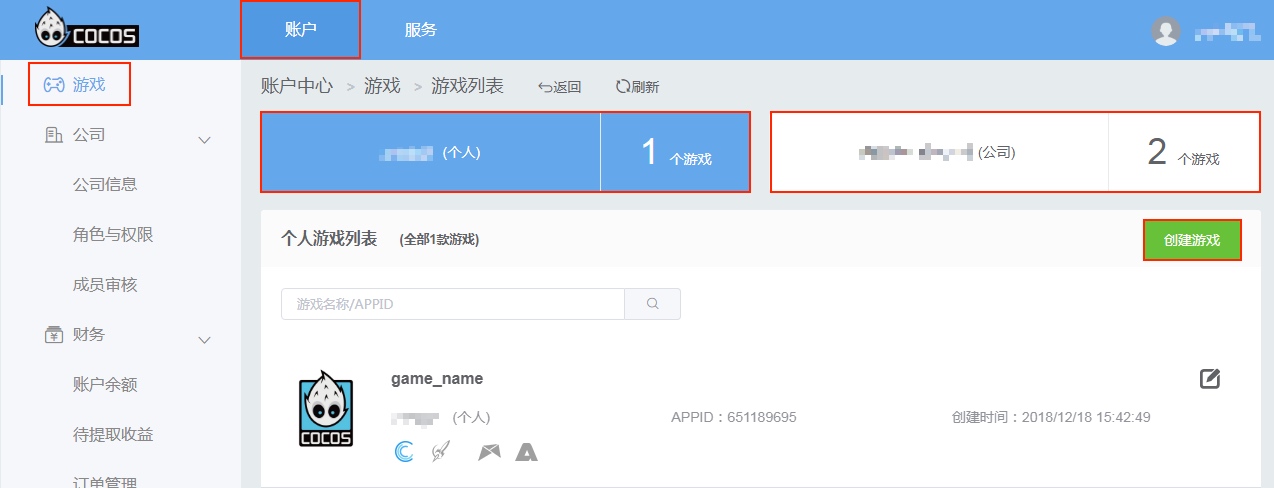 COCOS
账户
服务
游戏
公司
公司信息
角色与权限
成员审核
财务
账户余额
待提取收益
订单管理
账户中心 > 游戏 > 游戏列表 返回 刷新
(个人) 1 个游戏
(公司) 2 个游戏
个人游戏列表 (全部1款游戏) 创建游戏
游戏名称/APPID
COCOS
game_name
(个人) APPID：651189695 创建时间：2018/12/18 15:42:49